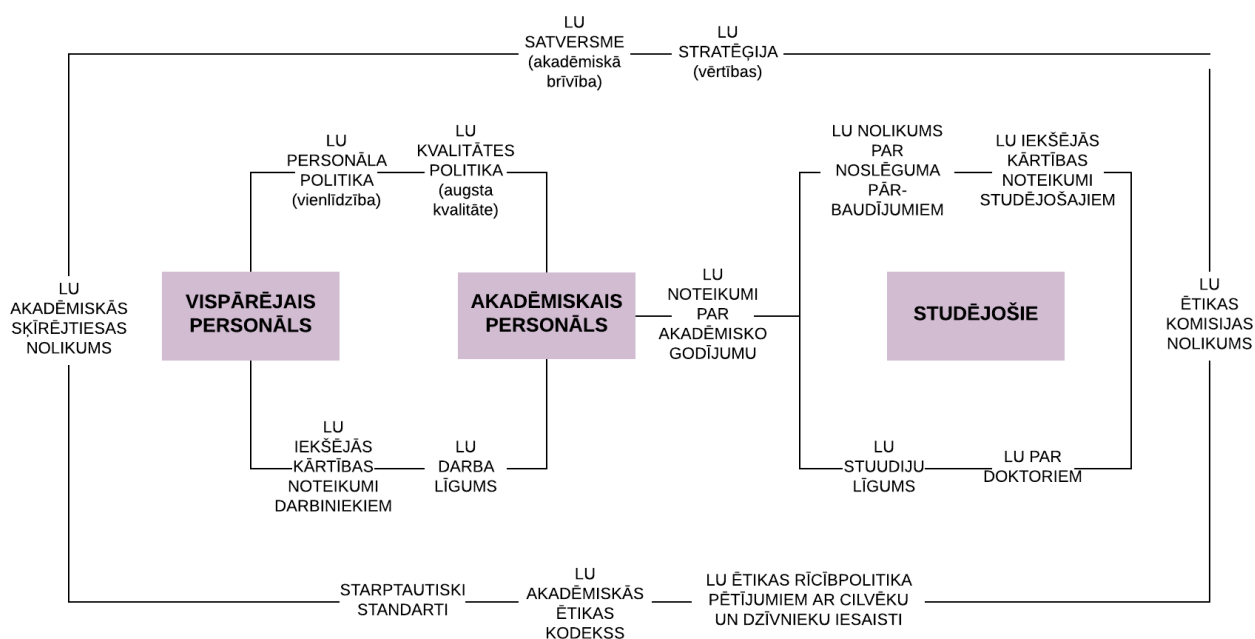 LU
SATVERSME
(akadēmiskā
brīvība)
LU
STRATĒĢIJA
(vērtības)
LU
PERSONĀLA
POLITIKA
(vienlīdzība)
LU
KVALITĀTES
POLITIKA
(augsta
kvalitāte)
LU NOLIKUMS
PAR
NOSLĒGUMA
PĀR-
BAUDĪJUMIEM
LU IEKŠĒJĀS
KĀRTĪBAS
NOTEIKUMI
STUDĒJOŠAJIEM
LU
AKADĒMISKĀS
ŠĶĪRĒJTIESAS
NOLIKUMS
VISPĀRĒJAIS
PERSONĀLS
AKADĒMISKAIS
PERSONĀLS
LU
NOTEIKUMI
PAR
AKADĒMISKO
GODĪJUMU
STUDĒJOŠIE
LU
ĒTIKAS
KOMISIJAS
NOLIKUMS
LU
IEKŠĒJĀS
KĀRTĪBAS
NOTEIKUMI
DARBINIEKIEM
LU
DARBA
LĪGUMS
LU
STUUDIJU
LĪGUMS
LU PAR
DOKTORIEM
STARPTAUTISKI
STANDARTI
LU
AKADĒMISKĀS
ĒTIKAS
KODEKSS
LU ĒTIKAS RĪCĪBPOLITIKA
PĒTĪJUMIEM AR CILVĒKU
UN DZĪVNIEKU IESAISTI